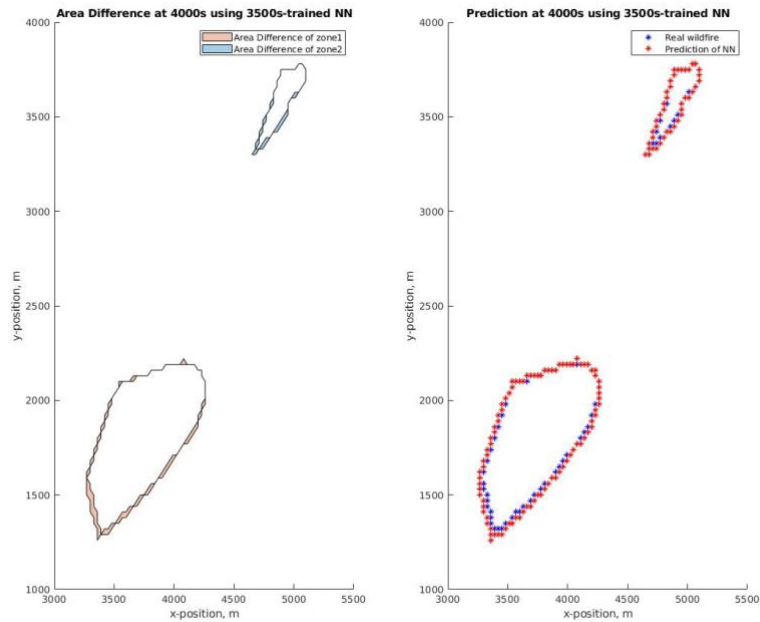 Area Difference at 4000s using 3500s-trained NN
Area Difference of zone1
Area Difference of zone2
4000
3500
3000
2500
2000
1500
1000
y-position, m
3000 3500 4000 4500 5000 5500
x-position, m
Prediction at 4000s using 3500s-trained NN
Real wildfire
Prediction of NN
4000
3500
3000
2500
2000
1500
1000
y-position, m
3000 3500 4000 4500 5000 5500
x-position, m